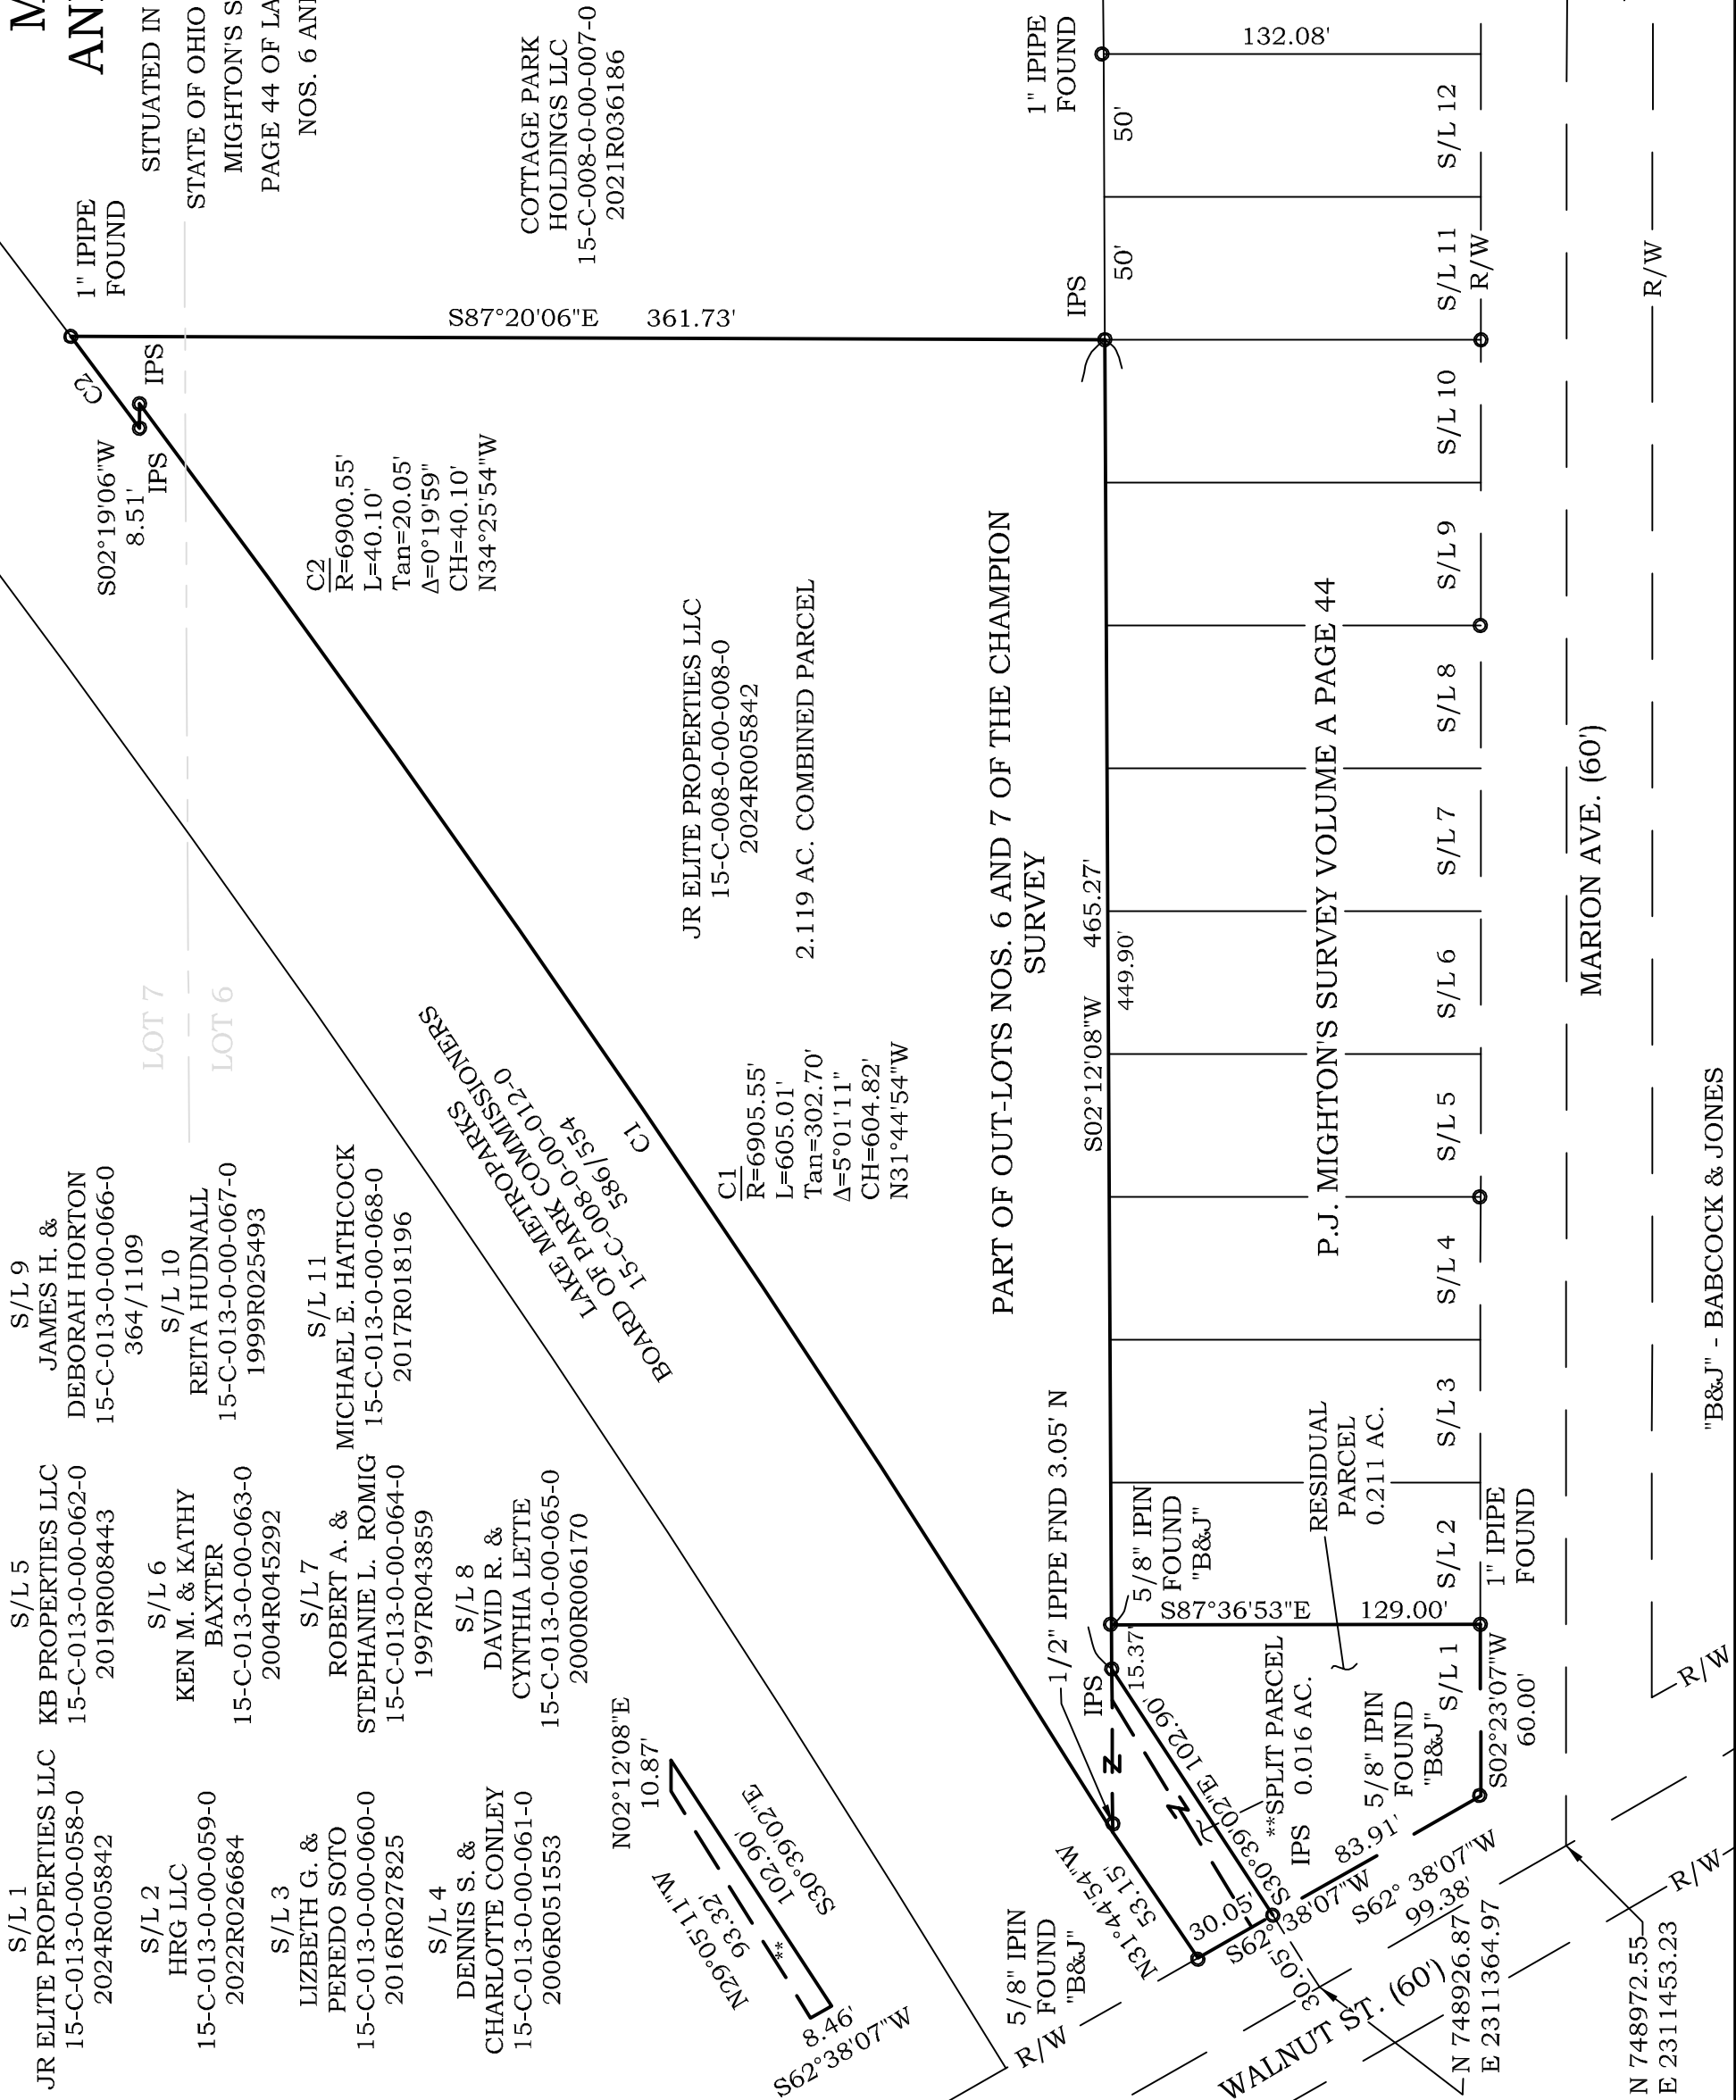 M
AN
SITUATED IN
STATE OF OHIO
MIGHTON'S S
PAGE 44 OF LA
NOS. 6 AN
S/L 1
JR ELITE PROPERTIES LLC
15-C-013-0-00-058-0
2024R005842
S/L 2
HRG LLC
15-C-013-0-00-059-0
2022R026684
S/L 3
LIZBETH G. &
PEREDO SOTO
15-C-013-0-00-060-0
2016R027825
S/L 4
DENNIS S. &
CHARLOTTE CONLEY
15-C-013-0-00-061-0
2006R051553
S/L 5
KB PROPERTIES LLC
15-C-013-0-00-062-0
2019R008443
S/L 6
KEN M. & KATHY
BAXTER
15-C-013-0-00-063-0
2004R045292
S/L 7
ROBERT A. &
STEPHANIE L. ROMIG
15-C-013-0-00-064-0
1997R043859
S/L 8
DAVID R. &
CYNTHIA LETTE
15-C-013-0-00-065-0
2000R006170
S/L 9
JAMES H. &
DEBORAH HORTON
15-C-013-0-00-066-0
364/1109
S/L 10
REITA HUDNALL
15-C-013-0-00-067-0
1999R025493
S/L 11
MICHAEL E. HATHCOCK
15-C-013-0-00-068-0
2017R018196
LOT 7
LOT 6
1" IPIPE
FOUND
C2
IPS
IPS
S02°19'06"W
8.51'
C2
R=6900.55'
L=40.10'
Tan=20.05'
Δ=0°19'59"
CH=40.10'
N34°25'54"W
S87°20'06"E 361.73'
COTTAGE PARK
HOLDINGS LLC
15-C-008-0-000-007-0
2021R036186
LAKE METROPARKS
BOARD OF PARK COMMISSIONERS
15-C-008-0-00-012-0
586/554
C1
C1
R=6905.55'
L=605.01'
Tan=302.70'
Δ=5°01'11"
CH=604.82'
N31°44'54"W
JR ELITE PROPERTIES LLC
15-C-008-0-00-008-0
2024R005842
2.119 AC. COMBINED PARCEL
PART OF OUT-LOTS NOS. 6 AND 7 OF THE CHAMPION
SURVEY
N02°12'08"E
10.87'
N29°05'11"W
93.32'
**
102.90'
S30°39'02"E
8.46'
S62°38'07"W
S02°12'08"W 465.27'
449.90'
IPS
50'
50'
1" IPIPE
FOUND
132.08'
1/2" IPIPE FND 3.05' N
5/8" IPIN
FOUND
"B&J"
IPS
15.37'
S87°36'53"E 129.00'
RESIDUAL
PARCEL
0.211 AC.
**SPLIT PARCEL
0.016 AC.
IPS
S30°39'02"E 102.90'
N31°44'54"W
53.15'
5/8" IPIN
FOUND
"B&J"
30.05'
S62°38'07"W
83.91'
S62° 38'07"W
99.38'
30.05'
5/8" IPIN
FOUND
"B&J"
S02°23'07"W
60.00'
1" IPIPE
FOUND
P.J. MIGHTON'S SURVEY VOLUME A PAGE 44
S/L 1
S/L 2
S/L 3
S/L 4
S/L 5
S/L 6
S/L 7
S/L 8
S/L 9
S/L 10
S/L 11
S/L 12
R/W
MARION AVE. (60')
R/W
R/W
R/W
R/W
WALNUT ST. (60')
N 748926.87
E 2311364.97
N 748972.55
E 2311453.23
"B&J" - BABCOCK & JONES